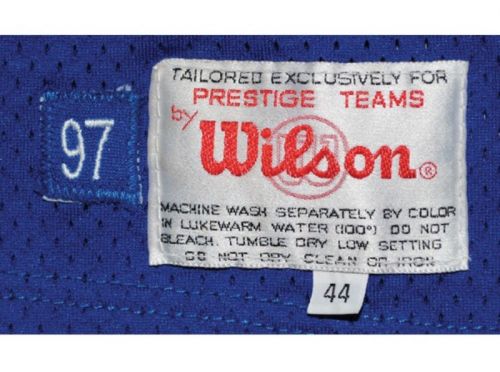 97
TAILORED EXCLUSIVELY FOR
PRESTIGE TEAMS
by
Wilson®
MACHINE WASH SEPARATELY BY COLOR
IN LUKEWARM WATER (100°) DO NOT
BLEACH. TUMBLE DRY LOW SETTING
DO NOT DRY CLEAN OR IRON
44